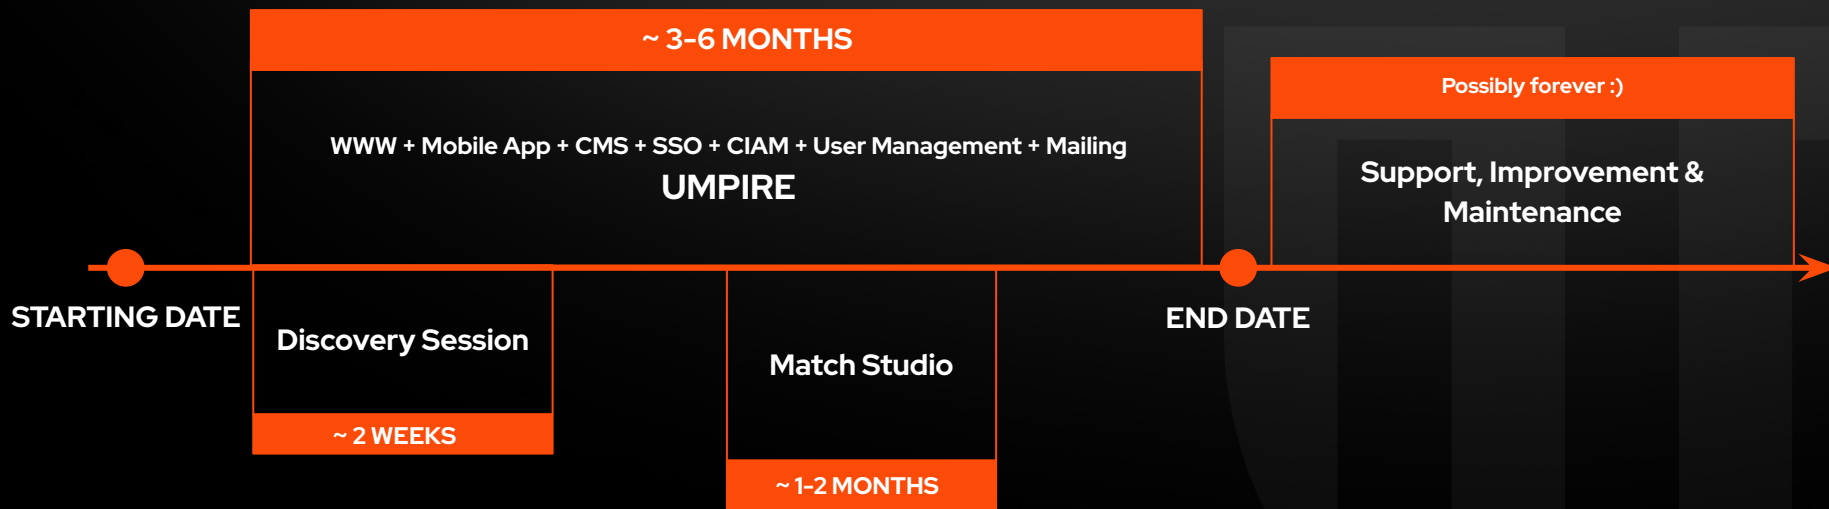 ~ 3-6 MONTHS
WWW + Mobile App + CMS + SSO + CIAM + User Management + Mailing
UMPIRE
Possibly forever :)
Support, Improvement &
Maintenance
STARTING DATE
END DATE
Discovery Session
~ 2 WEEKS
Match Studio
~ 1-2 MONTHS